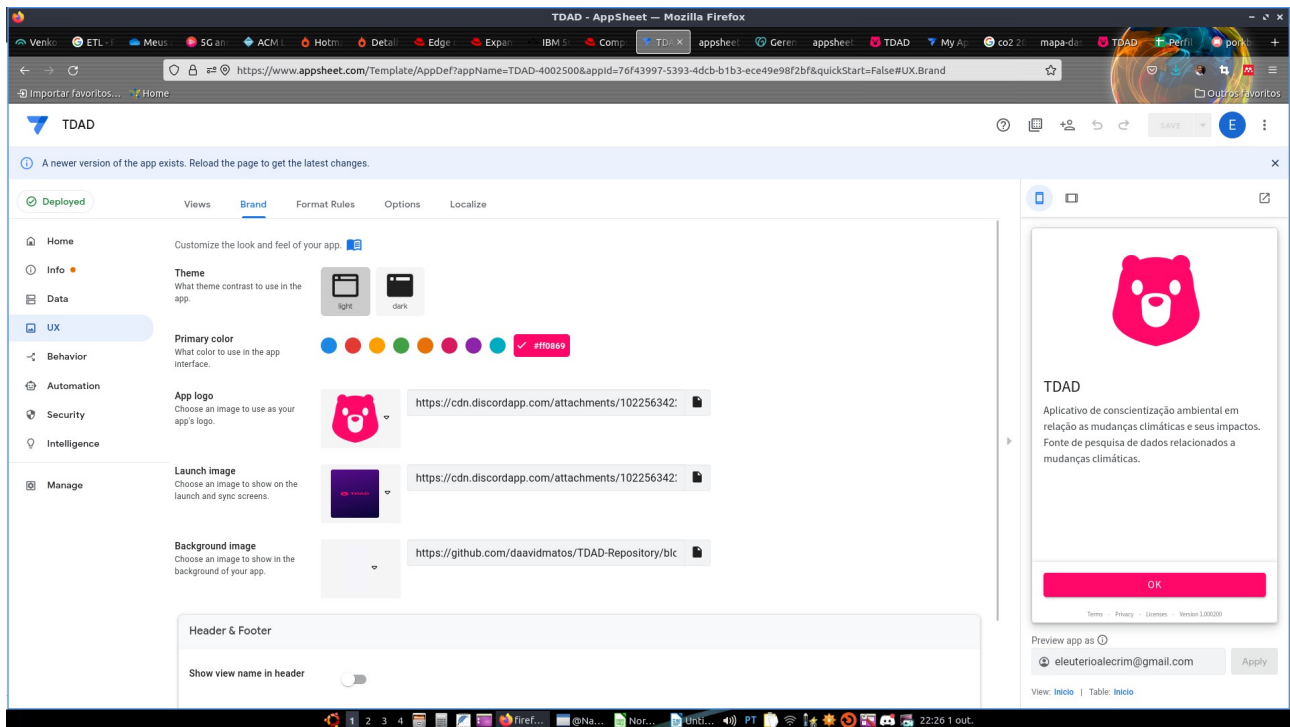 TDAD - AppSheet — Mozilla Firefox
Venko ETL - F Meus 5G an ACM L Hotm Detal Edge Expan IBM S Comp TDA appsheet Geren appsheet TDAD My Ap co2 20 mapa-da TDAD Perfil porkb
https://www.appsheet.com/Template/AppDef?appName=TDAD-4002500&appId=76f43997-5393-4dcb-b1b3-ece49e98f2bf&quickStart=False#UX.Brand
Importar favoritos... Home Outros favoritos
TDAD
SAVE E
A newer version of the app exists. Reload the page to get the latest changes.
Deployed
Home
Info
Data
UX
Behavior
Automation
Security
Intelligence
Manage
Views Brand Format Rules Options Localize
Customize the look and feel of your app.
Theme
What theme contrast to use in the
app.
light dark
Primary color
What color to use in the app
interface.
#ff0869
App logo
Choose an image to use as your
app's logo.
https://cdn.discordapp.com/attachments/102256342
Launch image
Choose an image to show on the
launch and sync screens.
TDAD
https://cdn.discordapp.com/attachments/102256342
Background image
Choose an image to show in the
background of your app.
https://github.com/daavidmatos/TDAD-Repository/blc
Header & Footer
Show view name in header
TDAD
Aplicativo de conscientização ambiental em
relação as mudanças climáticas e seus impactos.
Fonte de pesquisa de dados relacionados a
mudanças climáticas.
OK
Terms - Privacy - Licenses - Version 1.000200
Preview app as
eleuterioalecrim@gmail.com Apply
View: Inicio | Table: Inicio
1 2 3 4 firef... @Na... Nor... Unti... PT 22:26 1 out.